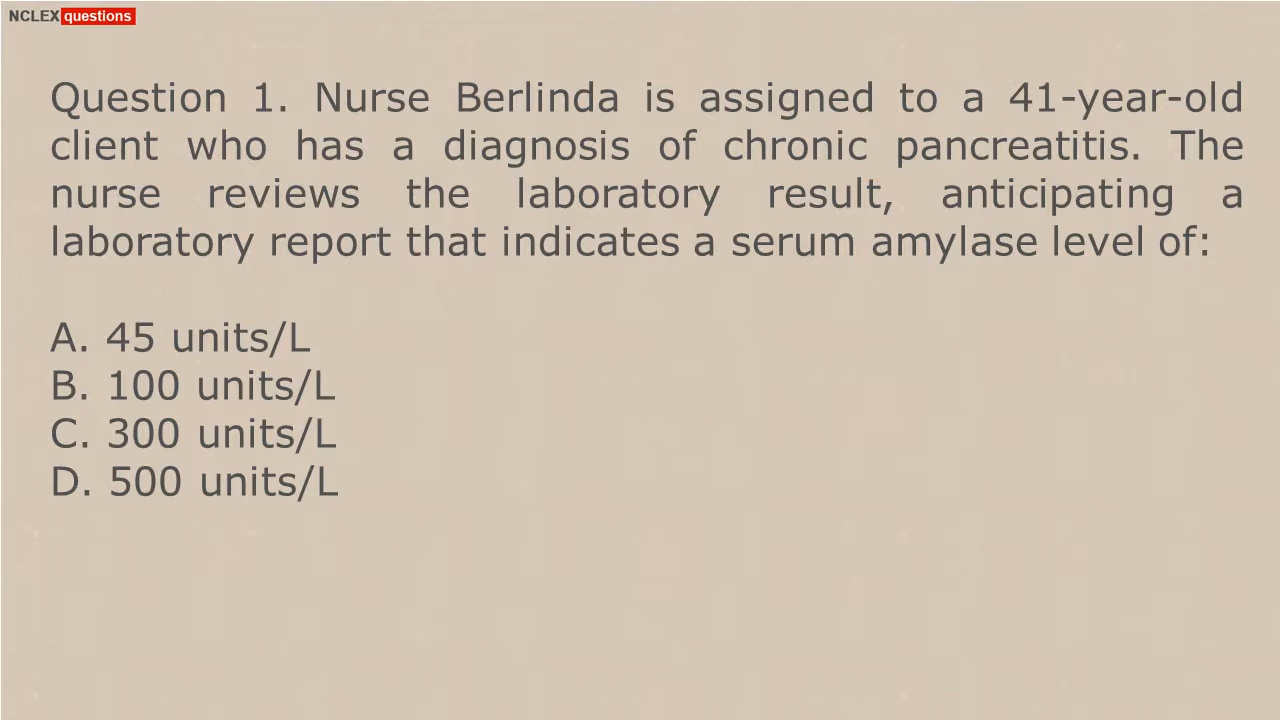 NCLEX questions
Question 1. Nurse Berlinda is assigned to a 41-year-old
client who has a diagnosis of chronic pancreatitis. The
nurse reviews the laboratory result, anticipating a
laboratory report that indicates a serum amylase level of:
A. 45 units/L
B. 100 units/L
C. 300 units/L
D. 500 units/L